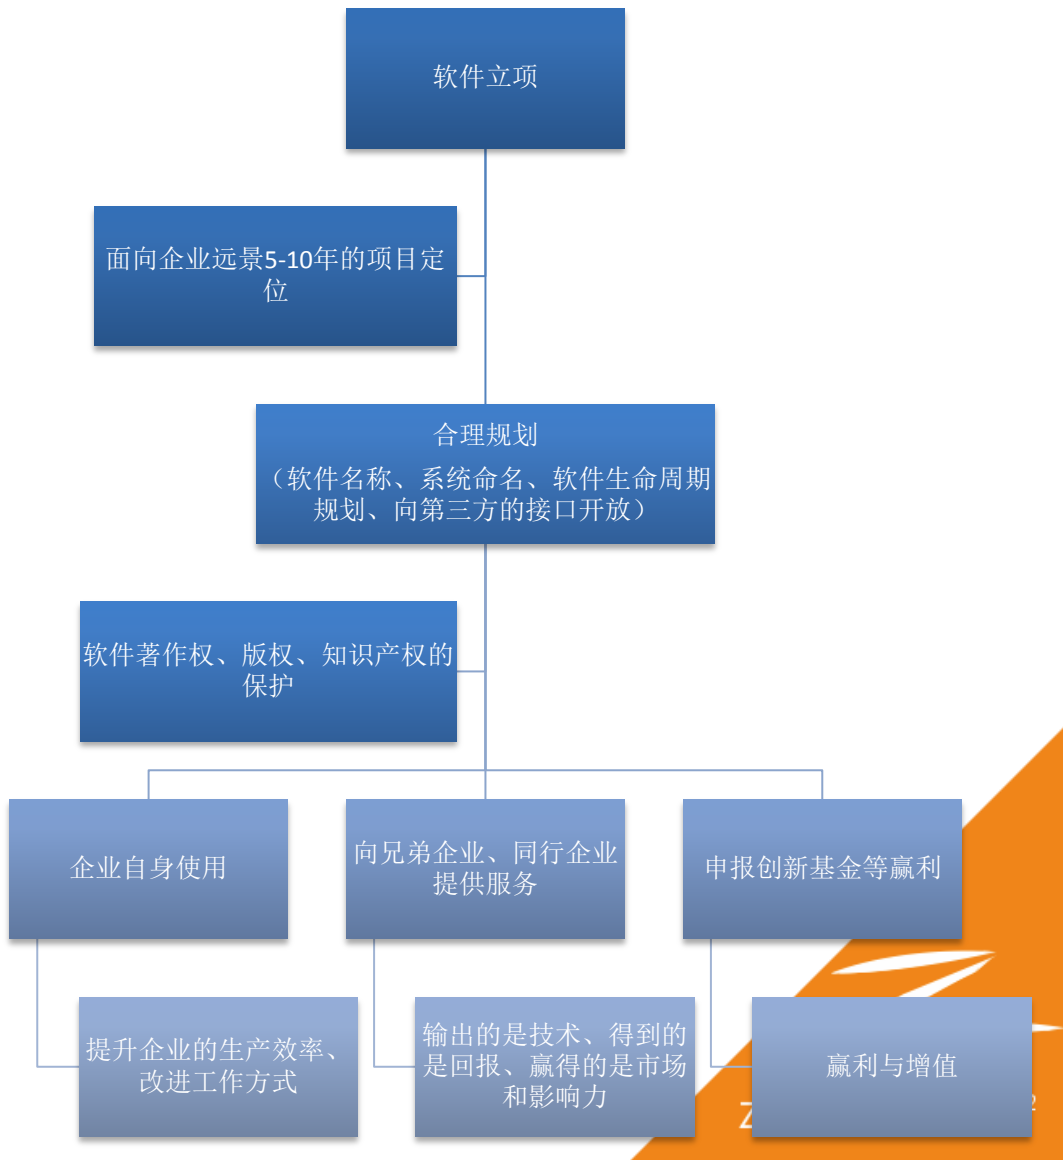 软件立项
面向企业远景5-10年的项目定
位
合理规划
（软件名称、系统命名、软件生命周期
规划、向第三方的接口开放）
软件著作权、版权、知识产权的
保护
企业自身使用
向兄弟企业、同行企业
提供服务
申报创新基金等赢利
提升企业的生产效率、
改进工作方式
输出的是技术、得到的
是回报、赢得的是市场
和影响力
赢利与增值
Z
2